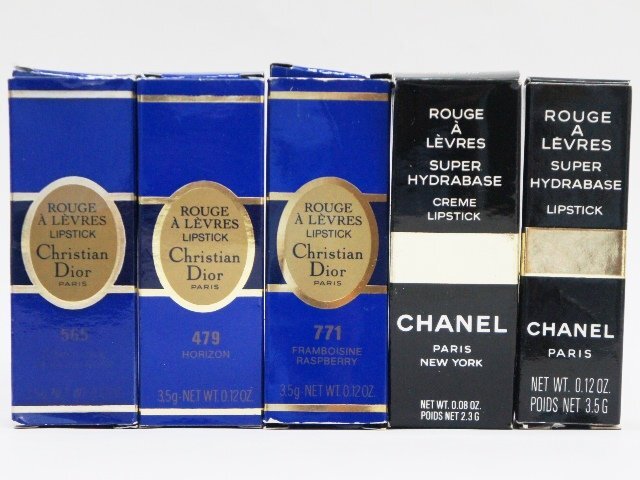 ROUGE
À LÈVRES
LIPSTICK
Christian
Dior
PARIS
565
ROUGE
À LÈVRES
LIPSTICK
Christian
Dior
PARIS
479
HORIZON
3.5g-NET WT. 0.12 OZ.
ROUGE
À LÈVRES
LIPSTICK
Christian
Dior
PARIS
771
FRAMBOISINE
RASPBERRY
3.5g-NET WT. 0.12 OZ.
ROUGE
À
LÈVRES
SUPER
HYDRABASE
CREME
LIPSTICK
CHANEL
PARIS
NEW YORK
NET WT. 0.08 OZ.
POIDS NET 2.3 G
ROUGE
A
LÈVRES
SUPER
HYDRABASE
LIPSTICK
CHANEL
PARIS
NET WT. 0.12 OZ.
POIDS NET 3.5 G